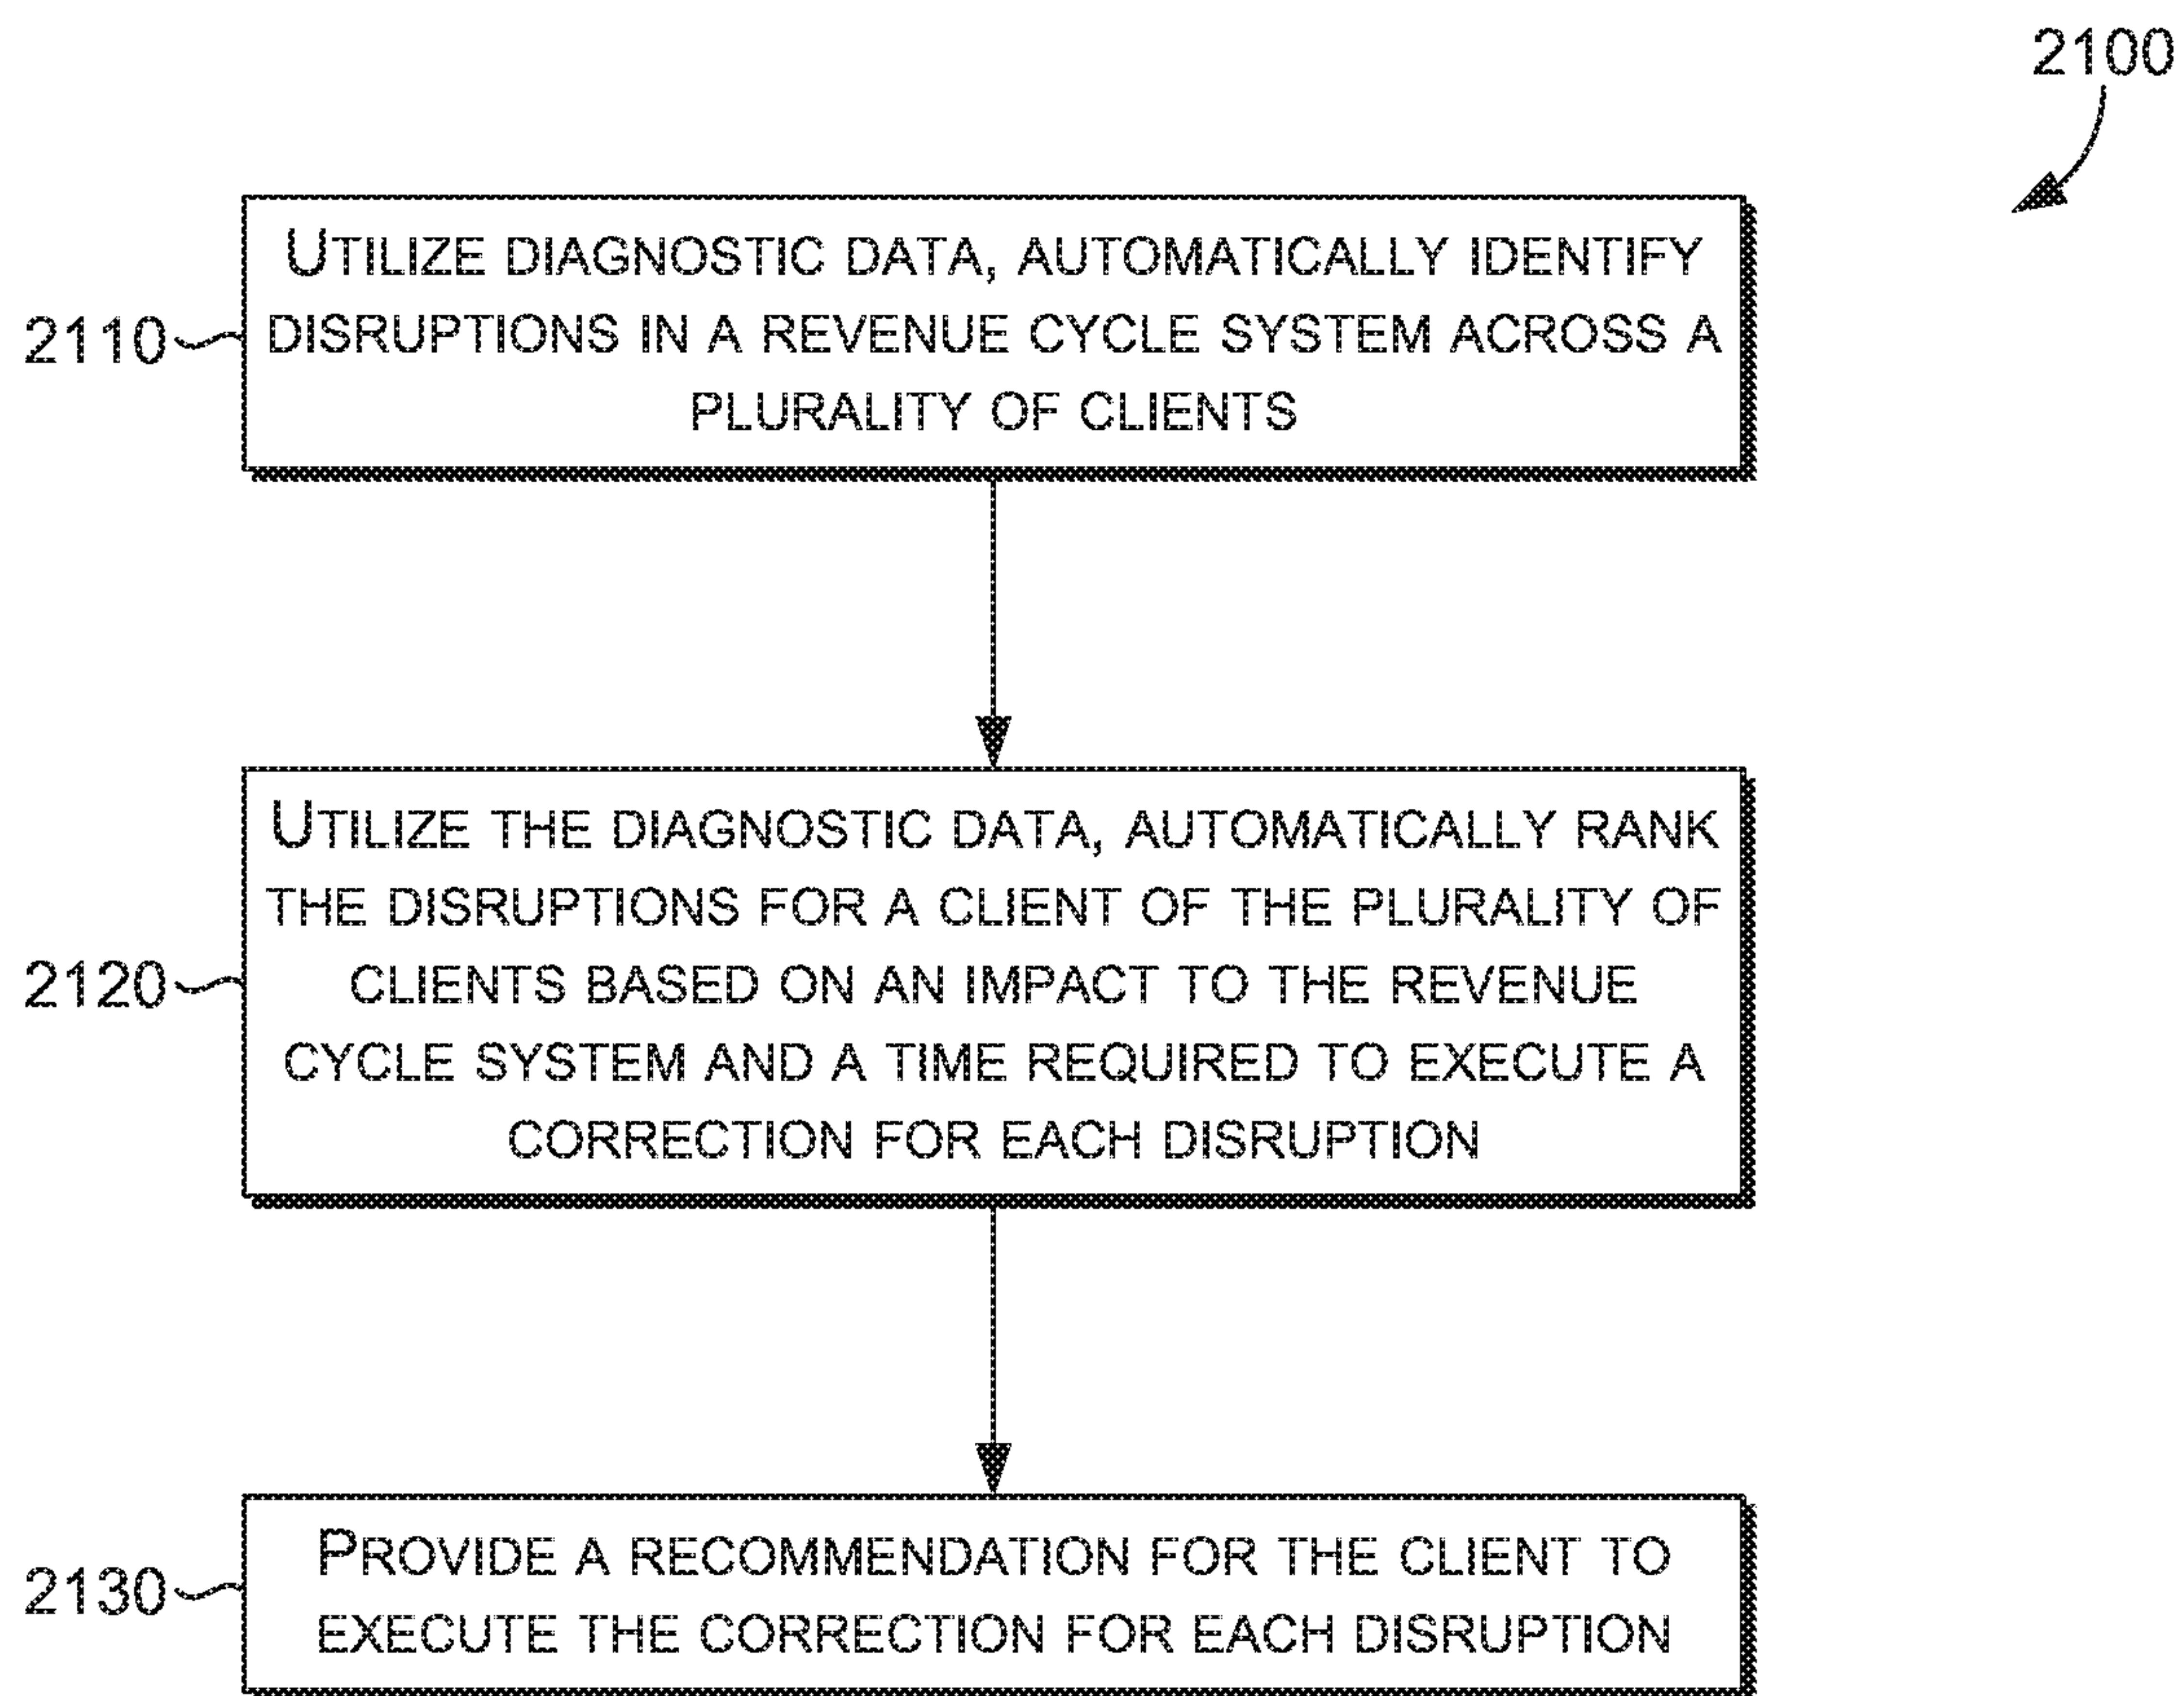 2100
UTILIZE DIAGNOSTIC DATA, AUTOMATICALLY IDENTIFY
2110
DISRUPTIONS IN A REVENUE CYCLE SYSTEM ACROSS A
PLURALITY OF CLIENTS
UTILIZE THE DIAGNOSTIC DATA, AUTOMATICALLY RANK
THE DISRUPTIONS FOR A CLIENT OF THE PLURALITY OF
2120
CLIENTS BASED ON AN IMPACT TO THE REVENUE
CYCLE SYSTEM AND A TIME REQUIRED TO EXECUTE A
CORRECTION FOR EACH DISRUPTION
2130
PROVIDE A RECOMMENDATION FOR THE CLIENT TO
EXECUTE THE CORRECTION FOR EACH DISRUPTION